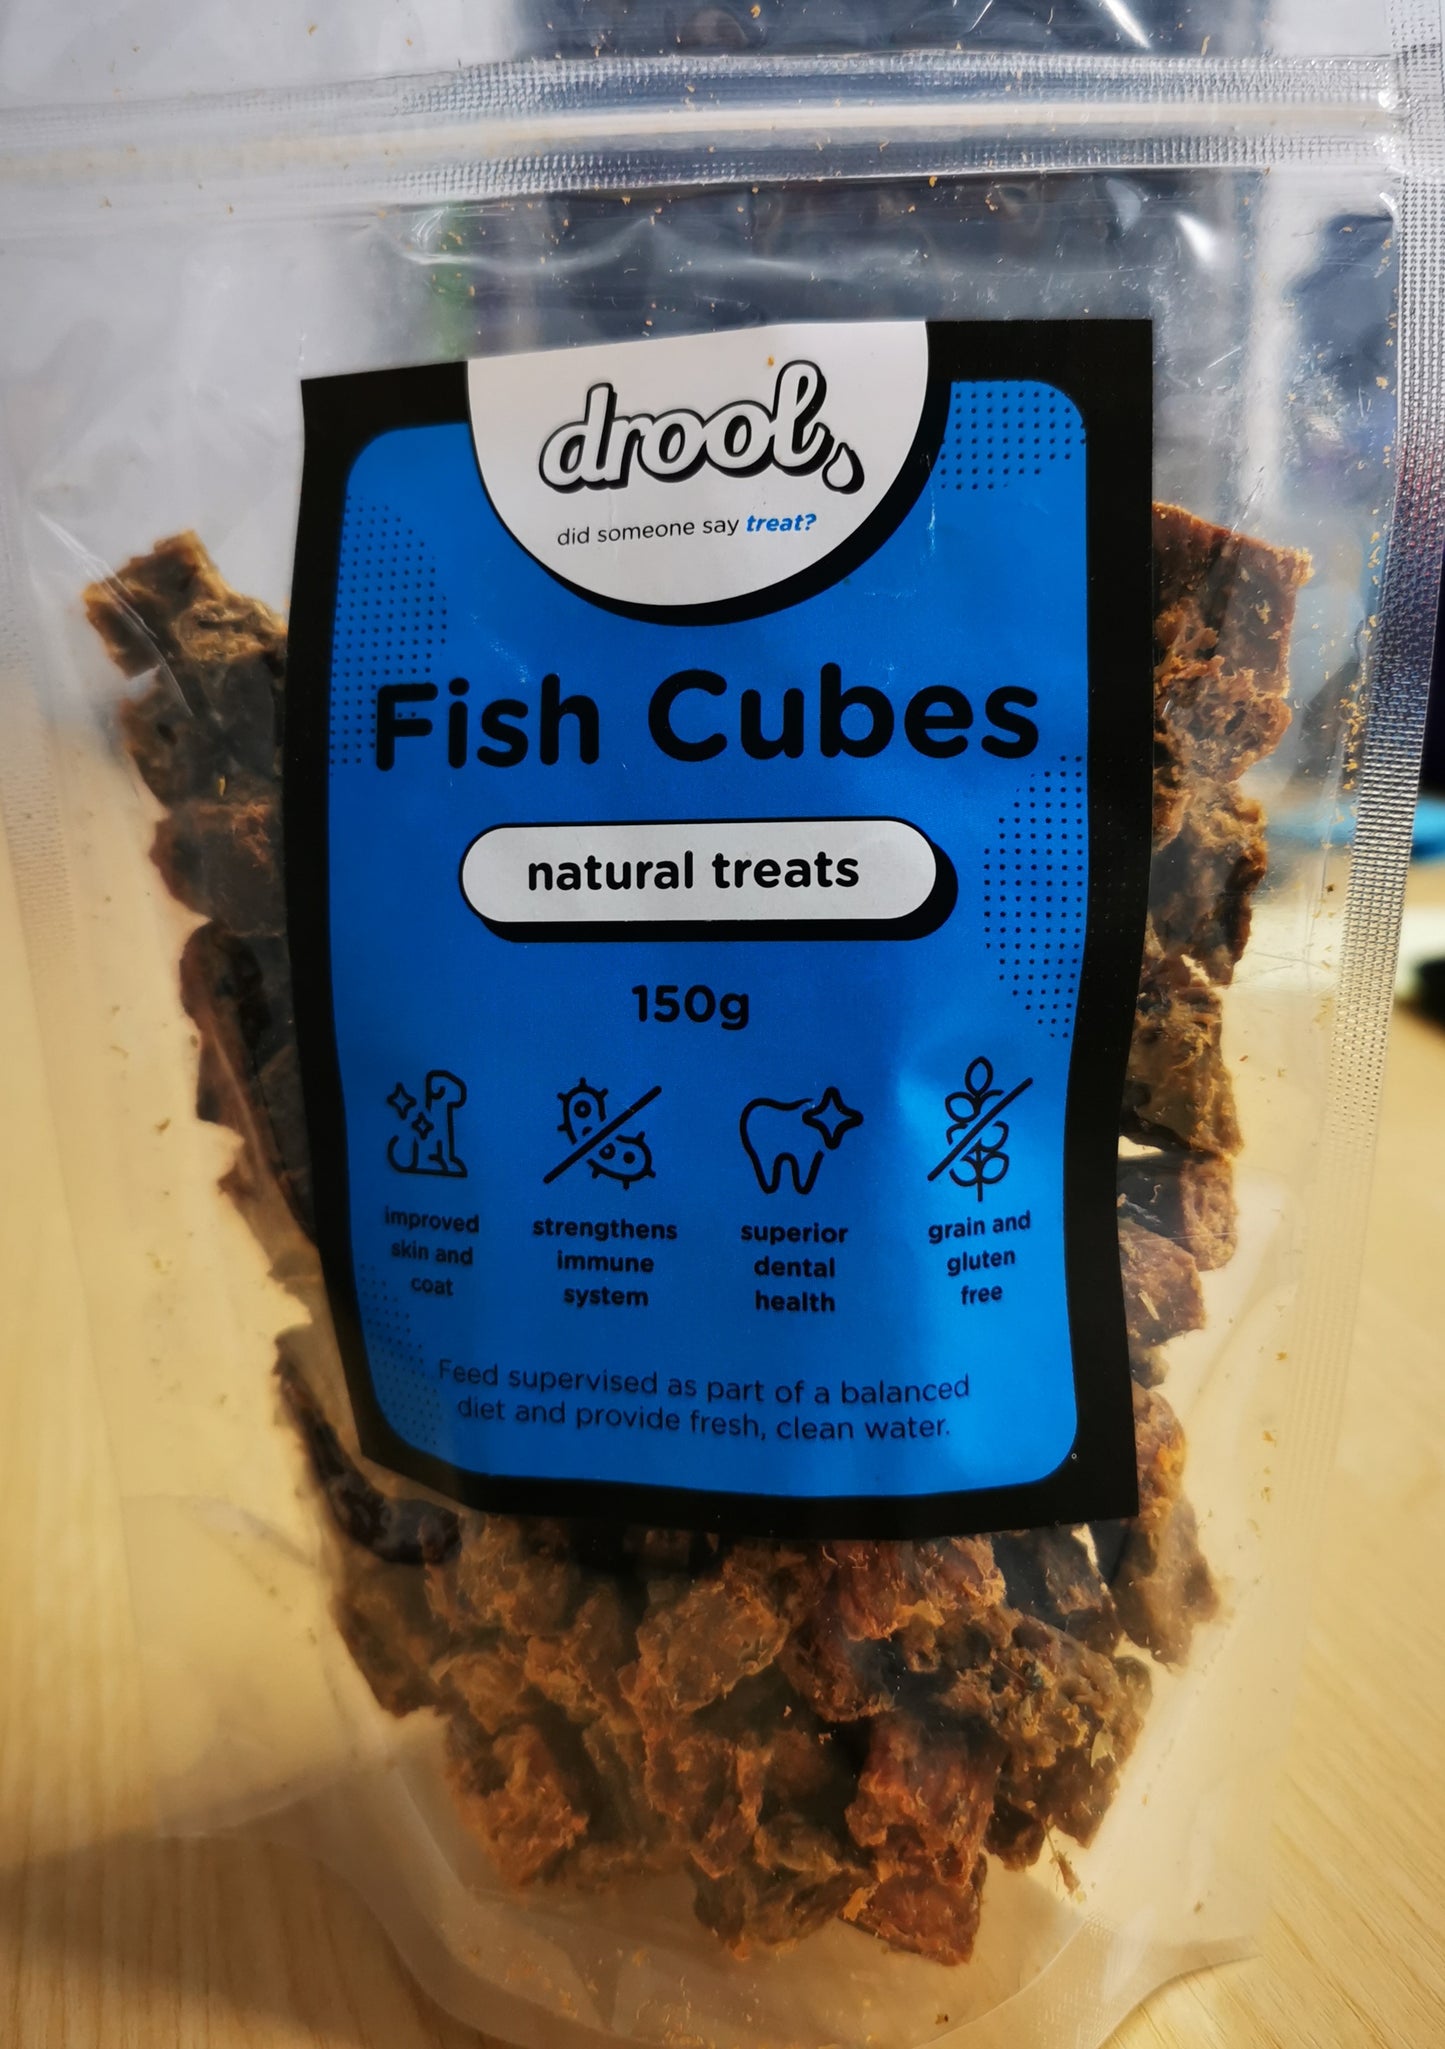 drool
did someone say treat?
Fish Cubes
natural treats
150g
improved
skin and
coat
strengthens
immune
system
superior
dental
health
grain and
gluten
free
Feed supervised as part of a balanced
diet and provide fresh, clean water.